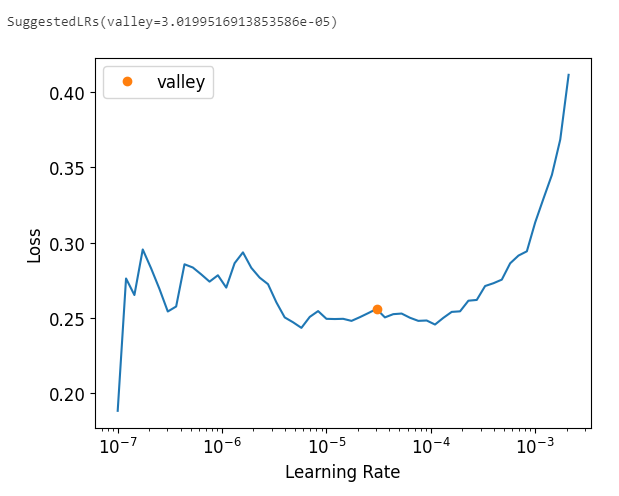 SuggestedLRs(valley=3.0199516913853586e-05)
valley
0.40
0.35
0.30
0.25
0.20
Loss
10⁻⁷ 10⁻⁶ 10⁻⁵ 10⁻⁴ 10⁻³
Learning Rate